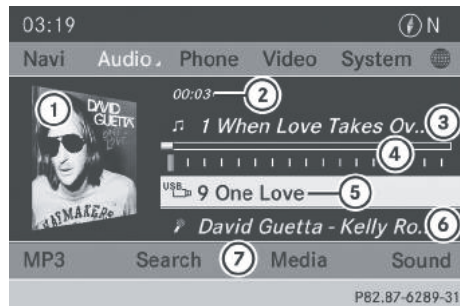 03:19 N
Navi Audio Phone Video System
1 DAVID GUETTA
00:03 2
1 When Love Takes Ov.. 3
4
USB 9 One Love 5
David Guetta - Kelly Ro. 6
MP3 Search 7 Media Sound
P82.87-6289-31